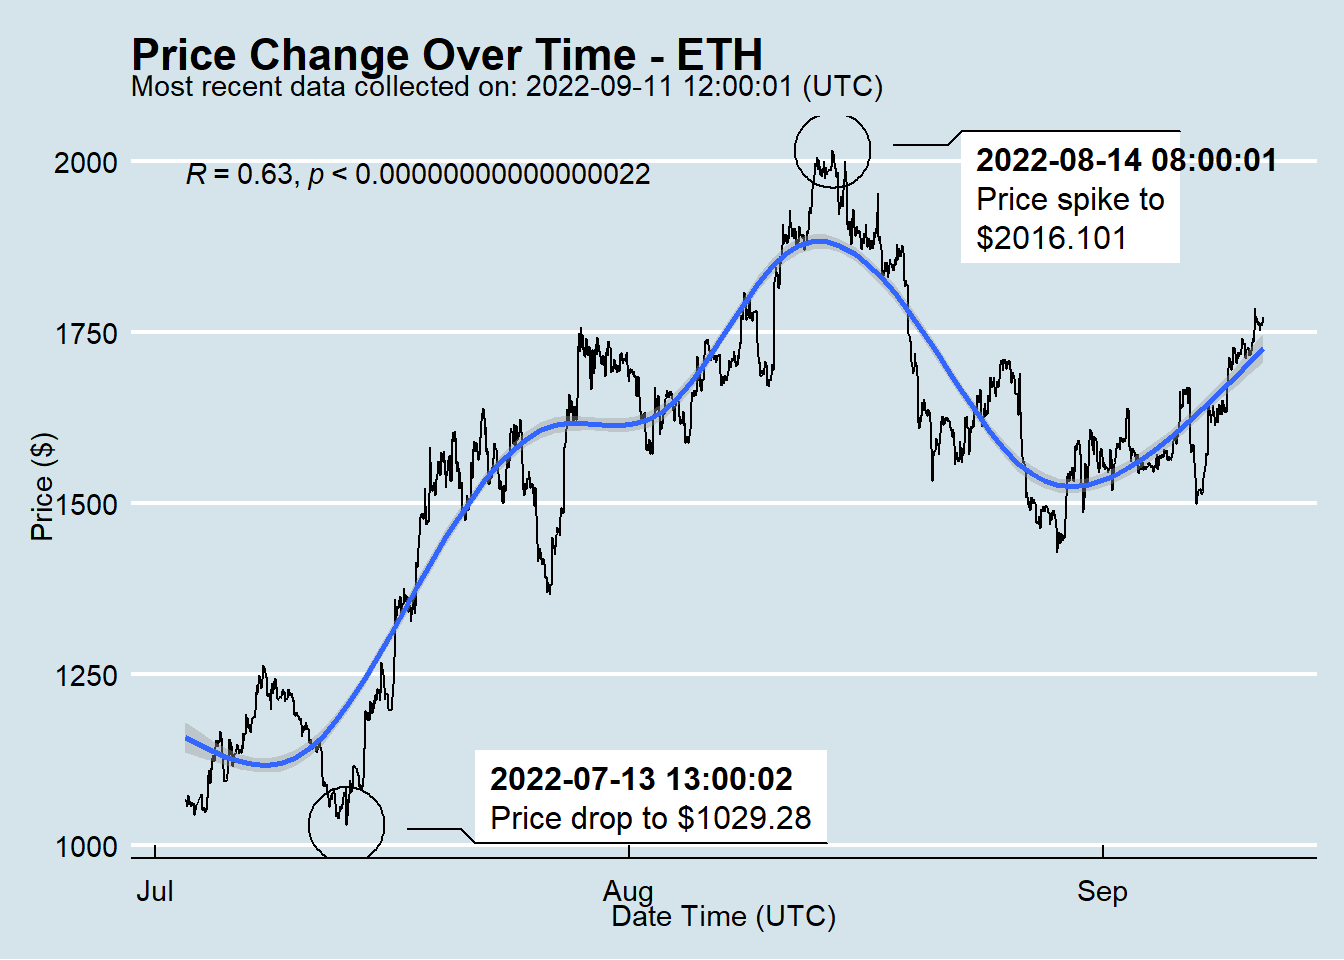 Price Change Over Time - ETH
Most recent data collected on: 2022-09-11 12:00:01 (UTC)
R = 0.63, p < 0.00000000000000022
2022-08-14 08:00:01
Price spike to
$2016.101
2000
1750
1500
1250
1000
Price ($)
2022-07-13 13:00:02
Price drop to $1029.28
Jul
Aug
Sep
Date Time (UTC)